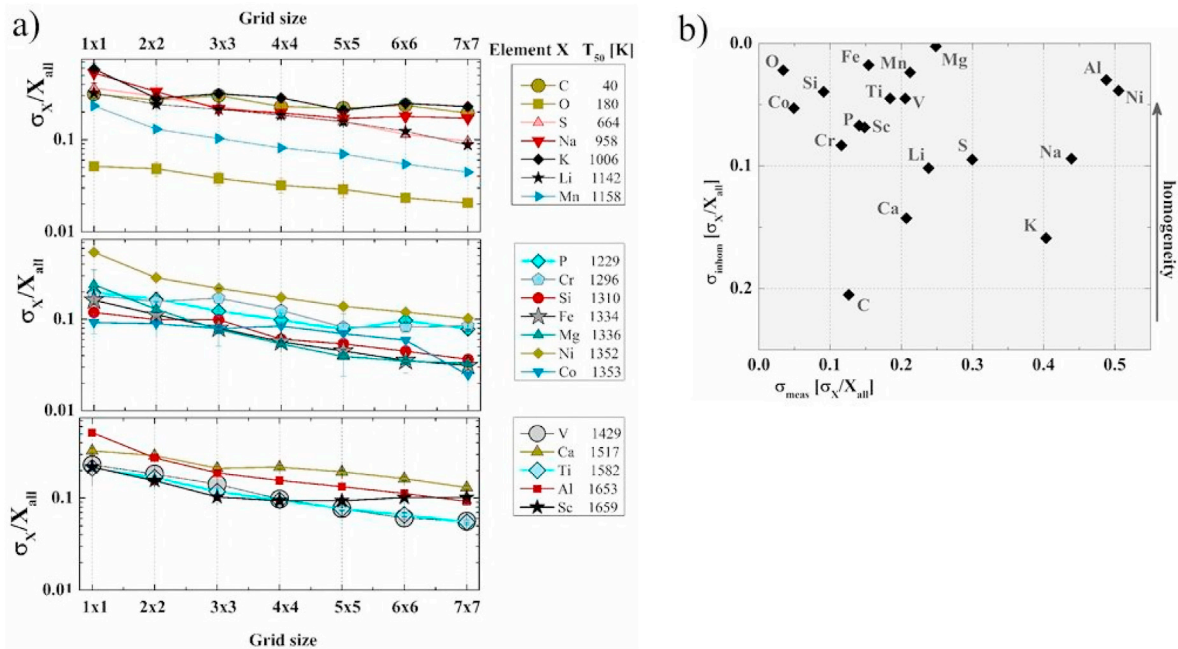 a)
Grid size
1x1 2x2 3x3 4x4 5x5 6x6 7x7
Element X T50 [K]
σX/Xall
0.1
0.01
C 40
O 180
S 664
Na 958
K 1006
Li 1142
Mn 1158
σX/Xall
0.1
0.01
P 1229
Cr 1296
Si 1310
Fe 1334
Mg 1336
Ni 1352
Co 1353
σX/Xall
0.1
0.01
V 1429
Ca 1517
Ti 1582
Al 1653
Sc 1659
1x1 2x2 3x3 4x4 5x5 6x6 7x7
Grid size
b)
0.0
0.1
0.2
σinhom [σX/Xall]
O
Fe
Mn
Mg
Al
Si
Ti
V
Ni
Co
P
Sc
Cr
S
Na
Li
Ca
K
C
homogeneity
0.0 0.1 0.2 0.3 0.4 0.5
σmeas [σX/Xall]